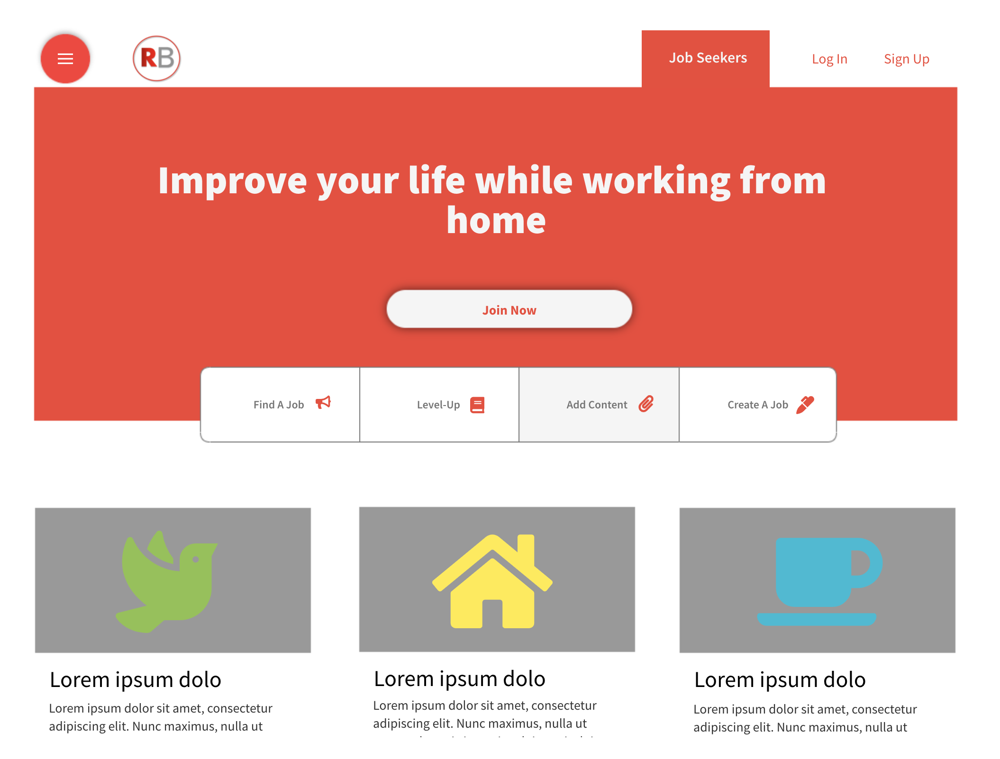 RB
Job Seekers
Log In
Sign Up
Improve your life while working from
home
Join Now
Find A Job
Level-Up
Add Content
Create A Job
Lorem ipsum dolo
Lorem ipsum dolor sit amet, consectetur
adipiscing elit. Nunc maximus, nulla ut
Lorem ipsum dolo
Lorem ipsum dolor sit amet, consectetur
adipiscing elit. Nunc maximus, nulla ut
Lorem ipsum dolo
Lorem ipsum dolor sit amet, consectetur
adipiscing elit. Nunc maximus, nulla ut